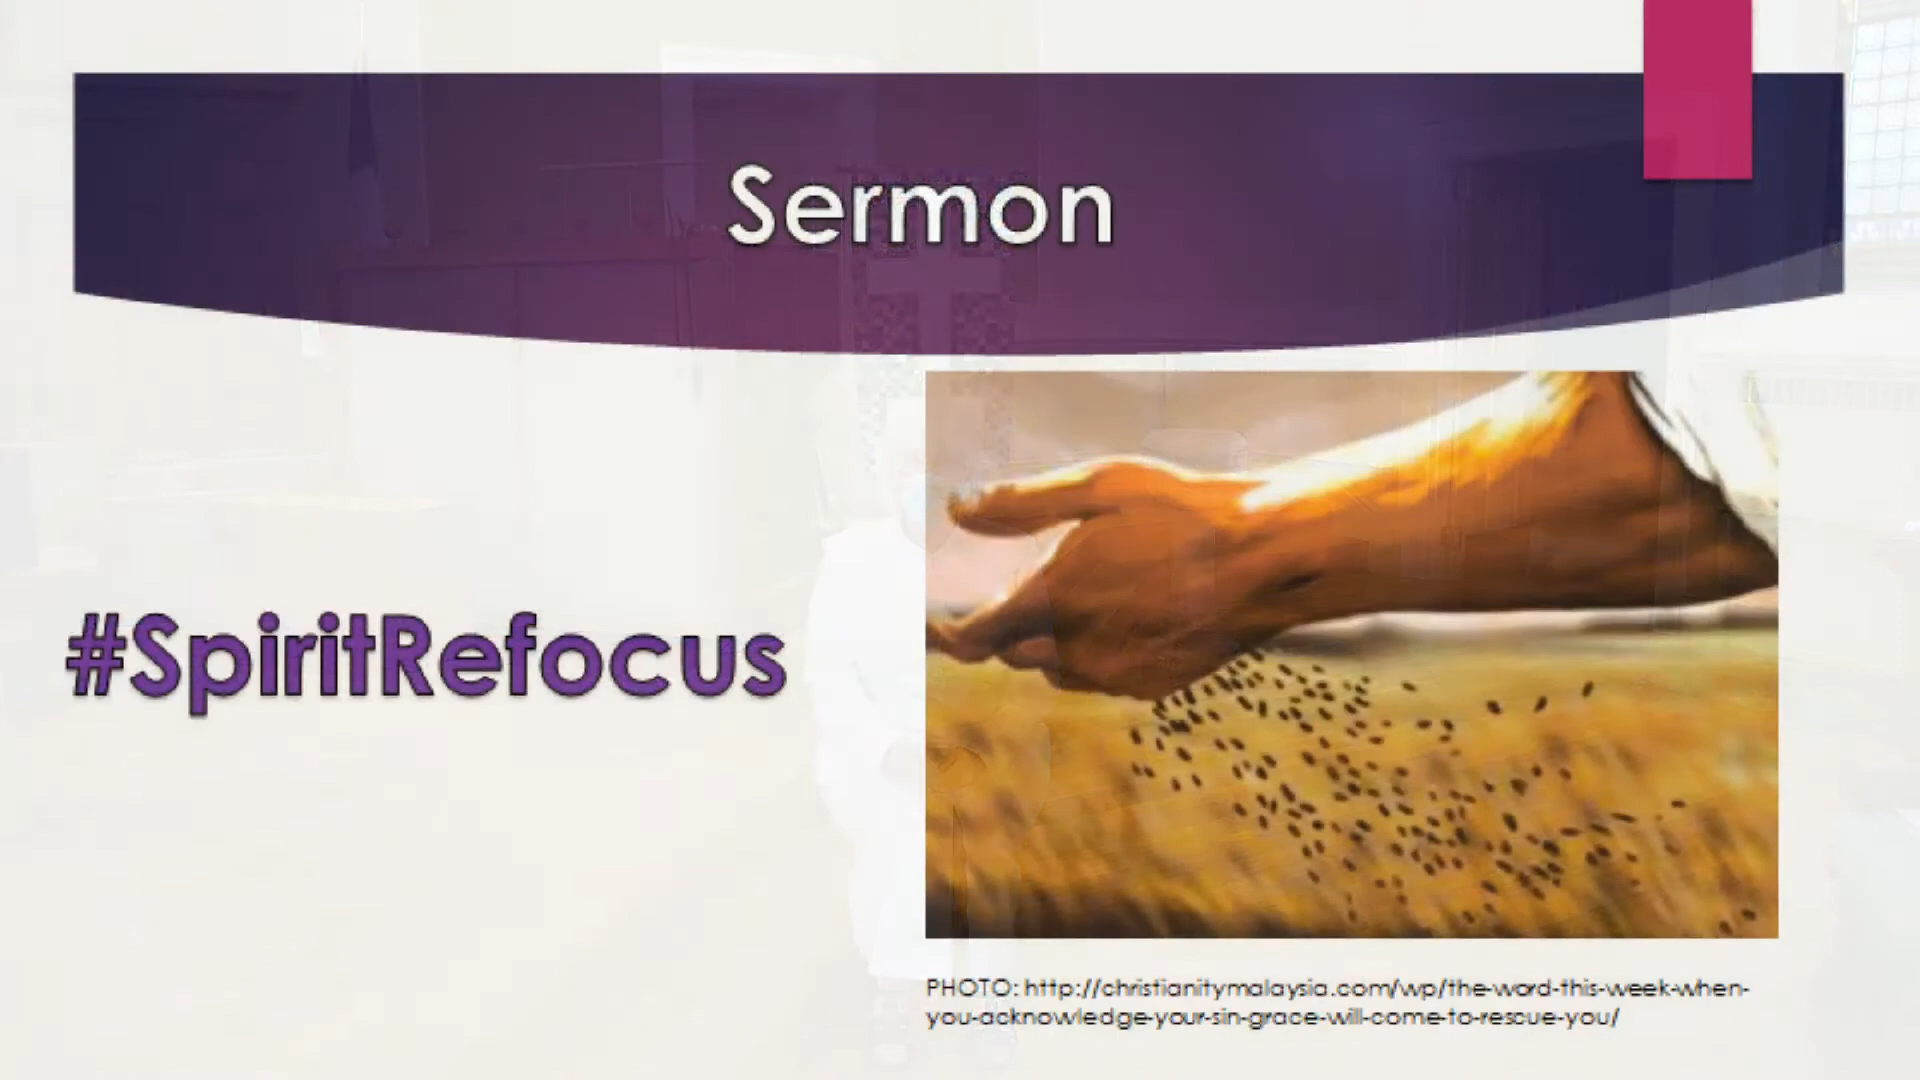 Sermon
#SpiritRefocus
PHOTO: http://christianitymalaysia.com/wp/the-word-this-week-when-
you-acknowledge-your-sin-grace-will-come-to-rescue-you/